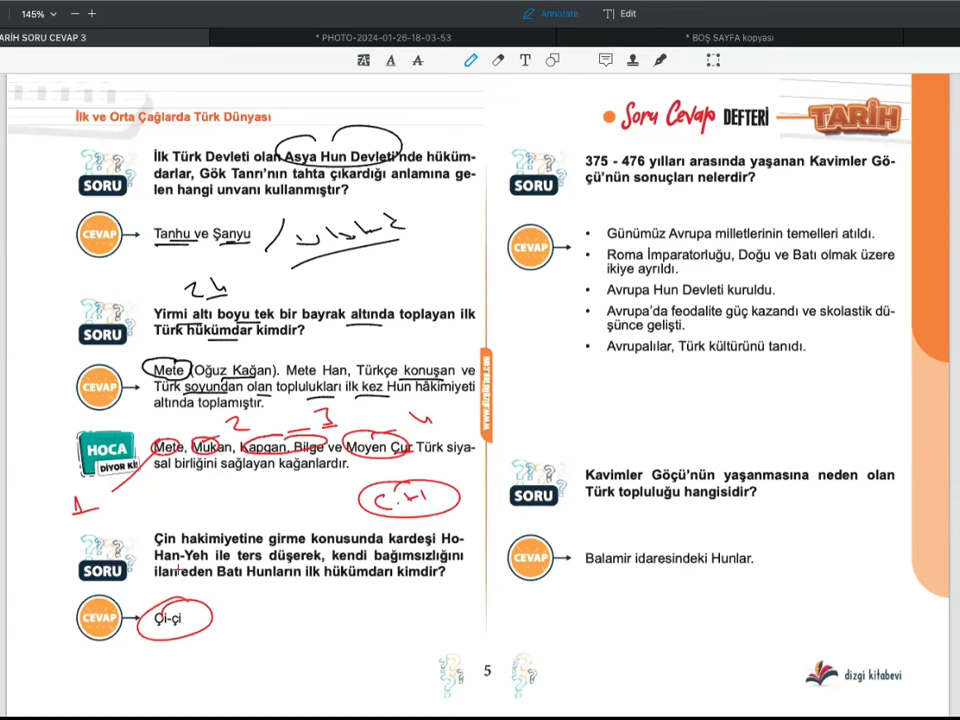 145%
Annotate
Edit
ARİH SORU CEVAP 3
* PHOTO-2024-01-26-18-03-53
* BOŞ SAYFA kopyası
İlk ve Orta Çağlarda Türk Dünyası
SORU
İlk Türk Devleti olan Asya Hun Devleti'nde hüküm-
darlar, Gök Tanrı'nın tahta çıkardığı anlamına ge-
len hangi unvanı kullanmıştır?
CEVAP
Tanhu ve Şanyu
24
SORU
Yirmi altı boyu tek bir bayrak altında toplayan ilk
Türk hükümdar kimdir?
CEVAP
Mete (Oğuz Kağan). Mete Han, Türkçe konuşan ve
Türk soyundan olan toplulukları ilk kez Hun hâkimiyeti
altında toplamıştır.
2 3 4
HOCA
DİYOR Kİ!
Mete, Mukan, Kapgan, Bilge ve Moyen Çur Türk siya-
sal birliğini sağlayan kağanlardır.
1
SORU
Çin hakimiyetine girme konusunda kardeşi Ho-
Han-Yeh ile ters düşerek, kendi bağımsızlığını
ilan eden Batı Hunların ilk hükümdarı kimdir?
CEVAP
Çi-çi
www.dizgikitap.com
Soru Cevap DEFTERİ
TARİH
SORU
375 - 476 yılları arasında yaşanan Kavimler Gö-
çü'nün sonuçları nelerdir?
CEVAP
• Günümüz Avrupa milletlerinin temelleri atıldı.
• Roma İmparatorluğu, Doğu ve Batı olmak üzere
ikiye ayrıldı.
• Avrupa Hun Devleti kuruldu.
• Avrupa'da feodalite güç kazandı ve skolastik dü-
şünce gelişti.
• Avrupalılar, Türk kültürünü tanıdı.
SORU
Kavimler Göçü'nün yaşanmasına neden olan
Türk topluluğu hangisidir?
CEVAP
Balamir idaresindeki Hunlar.
5
dizgi kitabevi